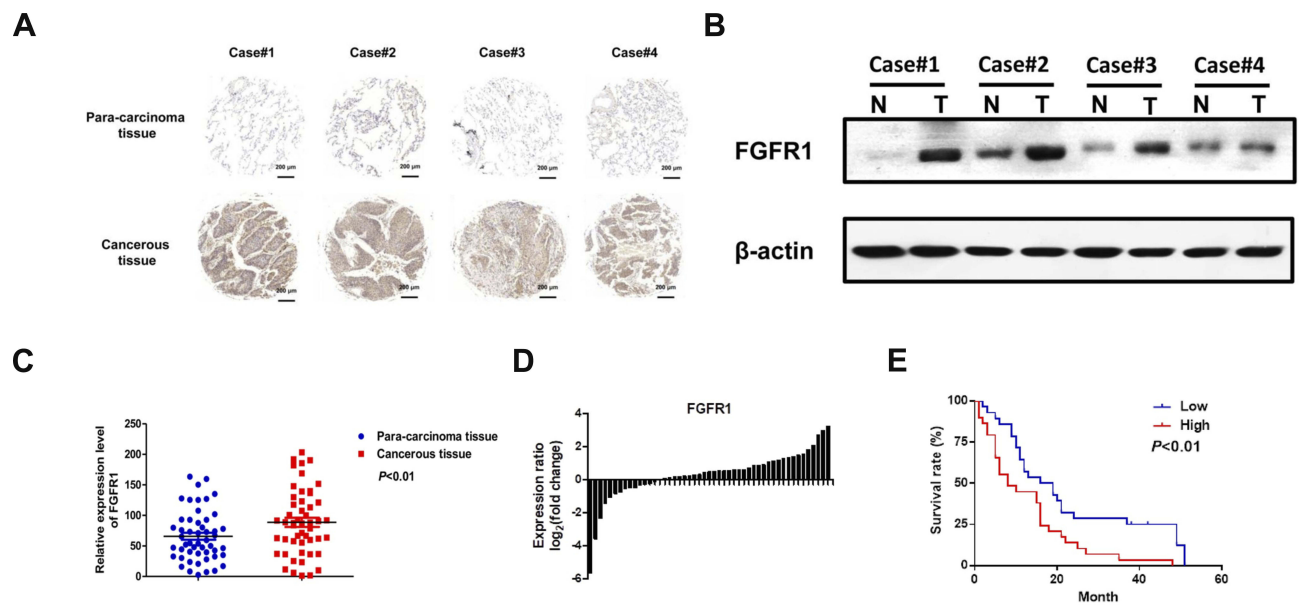 A
Case#1 Case#2 Case#3 Case#4
Para-carcinoma
tissue
200 µm 200 µm 200 µm 200 µm
Cancerous
tissue
200 µm 200 µm 200 µm 200 µm
B
Case#1 Case#2 Case#3 Case#4
N T N T N T N T
FGFR1
β-actin
C
Relative expression level
of FGFR1
250
200
150
100
50
0
Para-carcinoma tissue
Cancerous tissue
P<0.01
D
FGFR1
Expression ratio
log2(fold change)
4
2
0
-2
-4
-6
E
Survival rate (%)
100
75
50
25
0
Low
High
P<0.01
0 20 40 60
Month